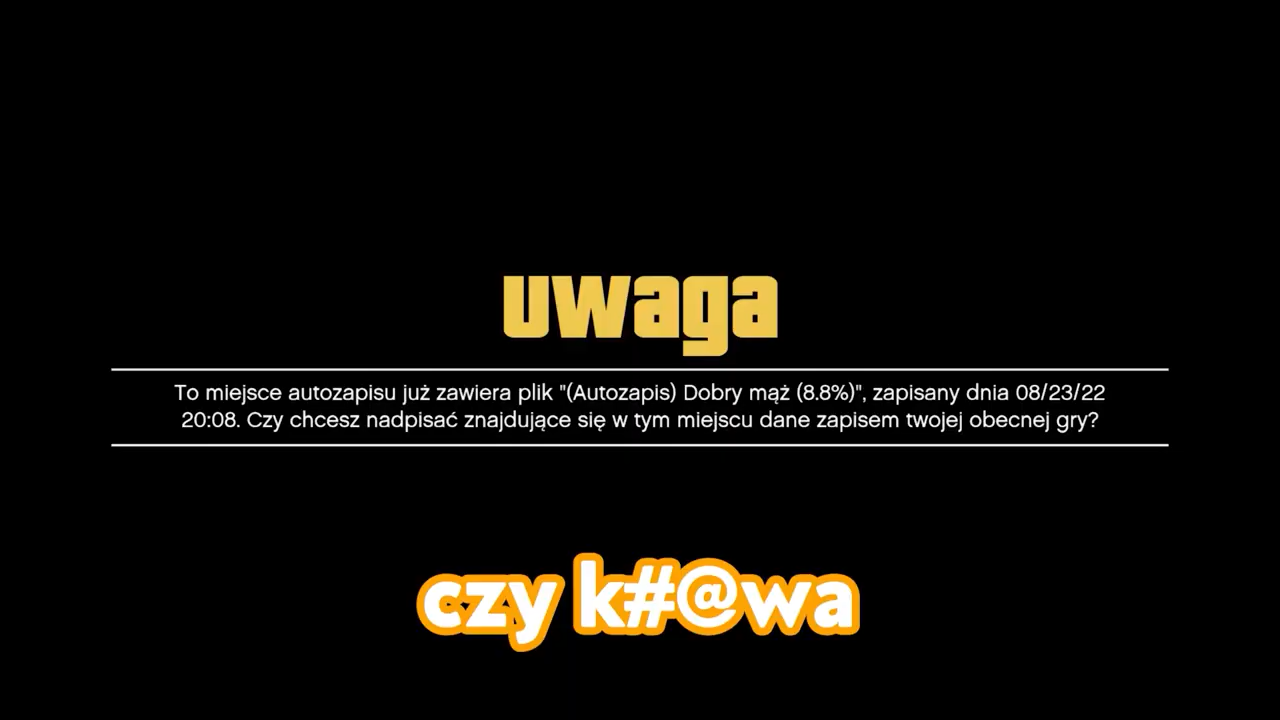 uwaga
To miejsce autozapisu już zawiera plik "(Autozapis) Dobry mąż (8.8%)", zapisany dnia 08/23/22
20:08. Czy chcesz nadpisać znajdujące się w tym miejscu dane zapisem twojej obecnej gry?
czy k#@wa